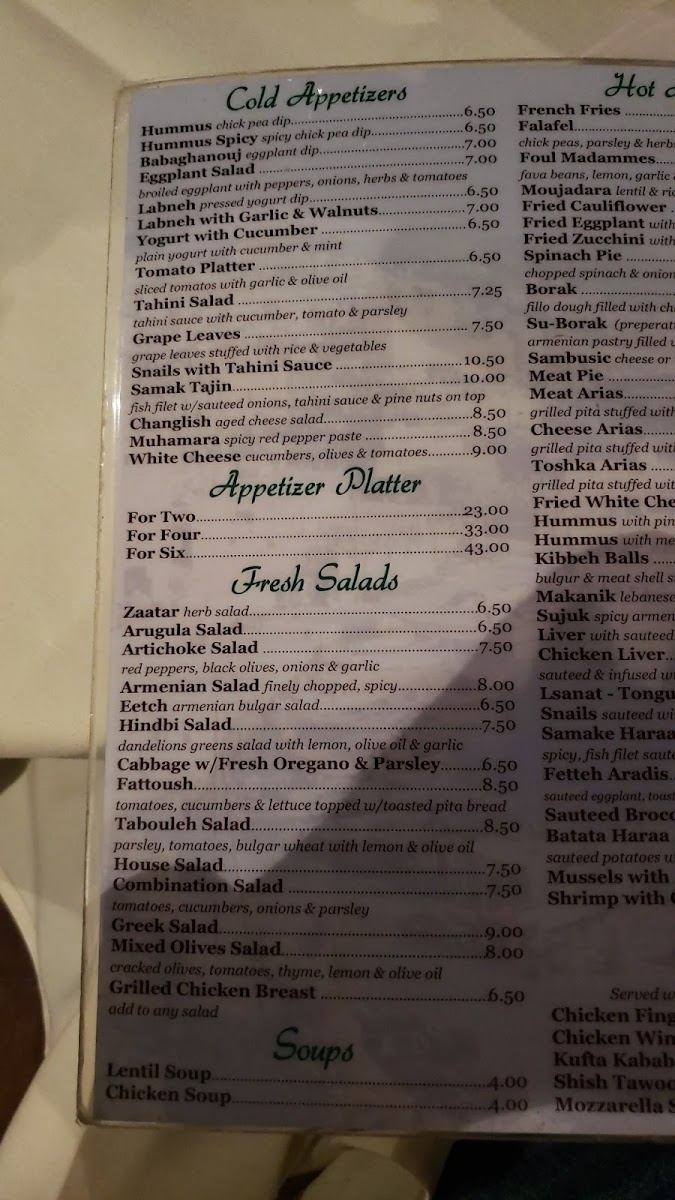 Cold Appetizers
Hummus chick pea dip 6.50
Hummus Spicy spicy chick pea dip 6.50
Babaghanouj eggplant dip 7.00
Eggplant Salad 7.00
broiled eggplant with peppers, onions, herbs & tomatoes
Labneh pressed yogurt dip 6.50
Labneh with Garlic & Walnuts 7.00
Yogurt with Cucumber 6.50
plain yogurt with cucumber & mint
Tomato Platter 6.50
sliced tomatos with garlic & olive oil
Tahini Salad 7.25
tahini sauce with cucumber, tomato & parsley
Grape Leaves 7.50
grape leaves stuffed with rice & vegetables
Snails with Tahini Sauce 10.50
Samak Tajin 10.00
fish filet w/sauteed onions, tahini sauce & pine nuts on top
Changlish aged cheese salad 8.50
Muhamara spicy red pepper paste 8.50
White Cheese cucumbers, olives & tomatoes 9.00
Appetizer Platter
For Two 23.00
For Four 33.00
For Six 43.00
Fresh Salads
Zaatar herb salad 6.50
Arugula Salad 6.50
Artichoke Salad 7.50
red peppers, black olives, onions & garlic
Armenian Salad finely chopped, spicy 8.00
Eetch armenian bulgar salad 6.50
Hindbi Salad 7.50
dandelions greens salad with lemon, olive oil & garlic
Cabbage w/Fresh Oregano & Parsley 6.50
Fattoush 8.50
tomatoes, cucumbers & lettuce topped w/toasted pita bread
Tabouleh Salad 8.50
parsley, tomatoes, bulgar wheat with lemon & olive oil
House Salad 7.50
Combination Salad 7.50
tomatoes, cucumbers, onions & parsley
Greek Salad 9.00
Mixed Olives Salad 8.00
cracked olives, tomatoes, thyme, lemon & olive oil
Grilled Chicken Breast 6.50
add to any salad
Soups
Lentil Soup 4.00
Chicken Soup 4.00
Hot
French Fries
Falafel
chick peas, parsley & herbs
Foul Madammes
fava beans, lemon, garlic
Moujadara lentil &
Fried Cauliflower
Fried Eggplant with
Fried Zucchini with
Spinach Pie
chopped spinach & onion
Borak
fillo dough filled with
Su-Borak
armenian pastry filled
Sambusic cheese or
Meat Pie
Meat Arias
grilled pita stuffed with
Cheese Arias
grilled pita stuffed with
Toshka Arias
grilled pita stuffed
Fried White
Hummus with
Hummus with
Kibbeh Balls
bulgur & meat shell
Makanik
Sujuk spicy
Liver with sauteed
Chicken Liver
sauteed & infused
Lsanat -
Snails sauteed
Samake
spicy, fish filet
Fetteh Aradis
sauteed eggplant,
Sauteed
Batata Haraa
sauteed potatoes
Mussels with
Shrimp with
Served
Chicken
Chicken
Kufta Kabab
Shish
Mozzarella